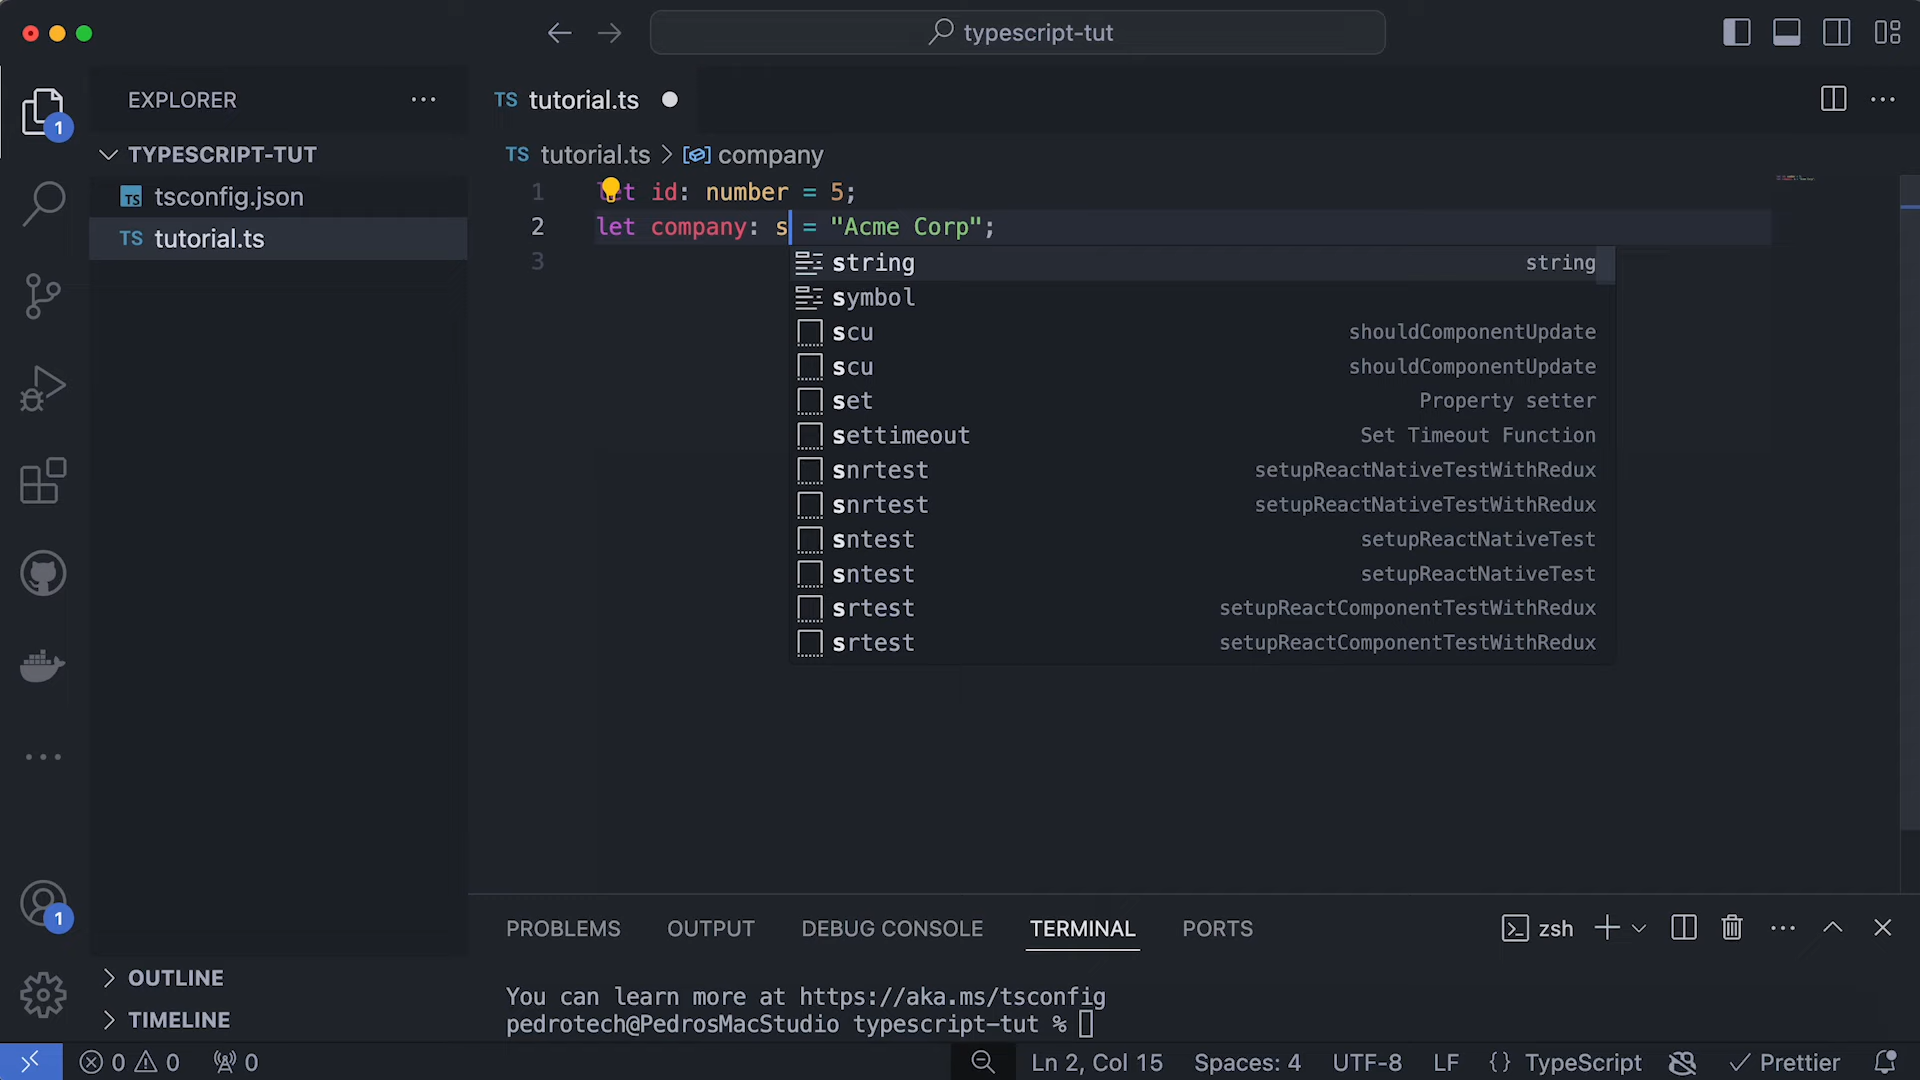 typescript-tut
EXPLORER
TS tutorial.ts
1
TYPESCRIPT-TUT
TS tutorial.ts > company
TS tsconfig.json
TS tutorial.ts
1 let id: number = 5;
2 let company: s = "Acme Corp";
3
string string
symbol
scu shouldComponentUpdate
scu shouldComponentUpdate
set Property setter
settimeout Set Timeout Function
snrtest setupReactNativeTestWithRedux
snrtest setupReactNativeTestWithRedux
sntest setupReactNativeTest
sntest setupReactNativeTest
srtest setupReactComponentTestWithRedux
srtest setupReactComponentTestWithRedux
1
PROBLEMS OUTPUT DEBUG CONSOLE TERMINAL PORTS zsh
OUTLINE
TIMELINE
You can learn more at https://aka.ms/tsconfig
pedrotech@PedrosMacStudio typescript-tut %
0 0 0 Ln 2, Col 15 Spaces: 4 UTF-8 LF {} TypeScript Prettier